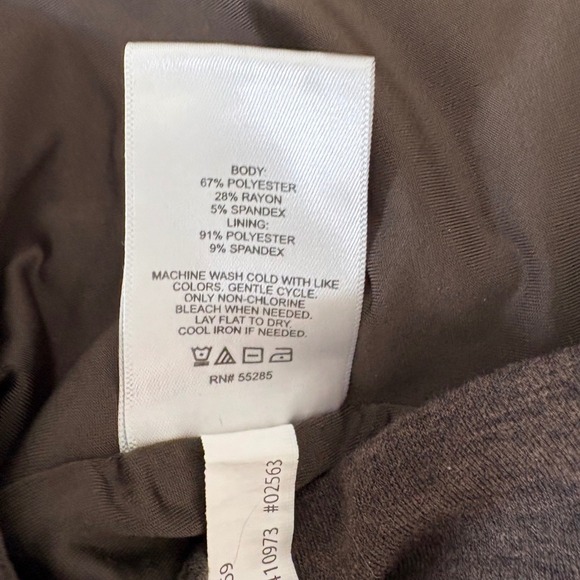 BODY:
67% POLYESTER
28% RAYON
5% SPANDEX
LINING:
91% POLYESTER
9% SPANDEX
MACHINE WASH COLD WITH LIKE
COLORS. GENTLE CYCLE.
ONLY NON-CHLORINE
BLEACH WHEN NEEDED.
LAY FLAT TO DRY.
COOL IRON IF NEEDED.
RN# 55285
#02563
10973